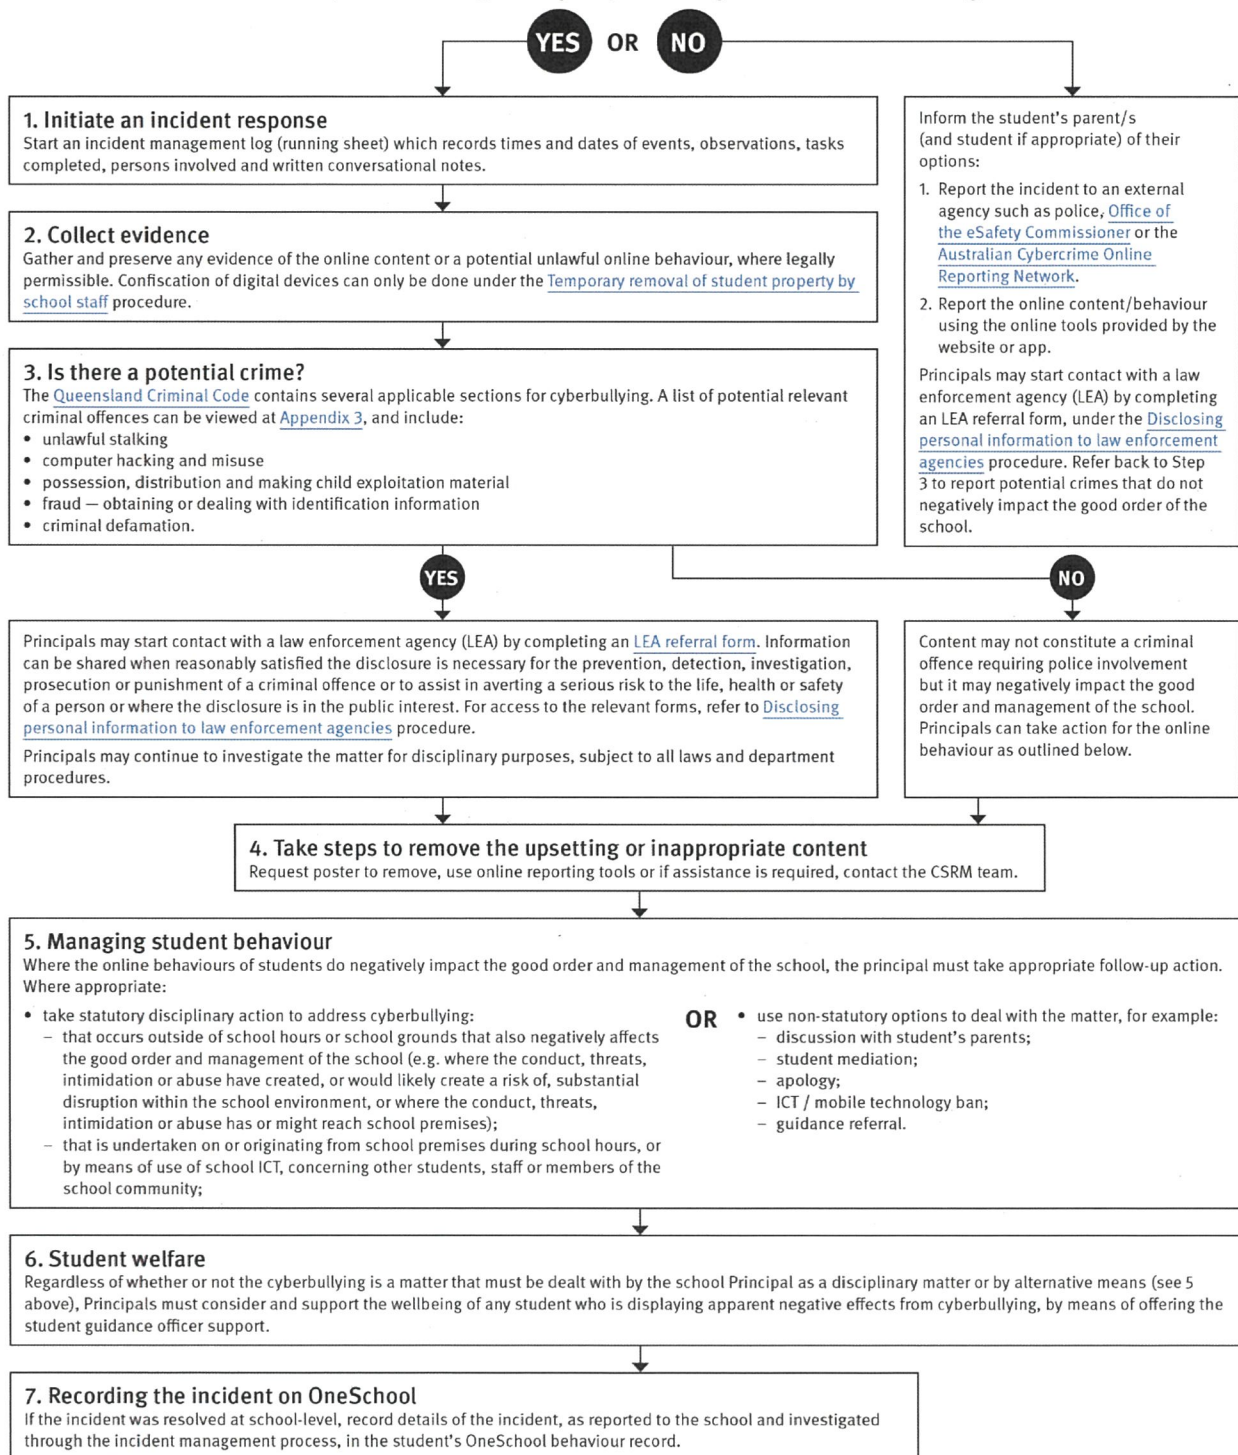 YES OR NO
1. Initiate an incident response
Start an incident management log (running sheet) which records times and dates of events, observations, tasks
completed, persons involved and written conversational notes.
2. Collect evidence
Gather and preserve any evidence of the online content or a potential unlawful online behaviour, where legally
permissible. Confiscation of digital devices can only be done under the Temporary removal of student property by
school staff procedure.
3. Is there a potential crime?
The Queensland Criminal Code contains several applicable sections for cyberbullying. A list of potential relevant
criminal offences can be viewed at Appendix 3, and include:
• unlawful stalking
• computer hacking and misuse
• possession, distribution and making child exploitation material
• fraud — obtaining or dealing with identification information
• criminal defamation.
Inform the student's parent/s
(and student if appropriate) of their
options:
1. Report the incident to an external
agency such as police, Office of
the eSafety Commissioner or the
Australian Cybercrime Online
Reporting Network.
2. Report the online content/behaviour
using the online tools provided by the
website or app.
Principals may start contact with a law
enforcement agency (LEA) by completing
an LEA referral form, under the Disclosing
personal information to law enforcement
agencies procedure. Refer back to Step
3 to report potential crimes that do not
negatively impact the good order of the
school.
YES
NO
Principals may start contact with a law enforcement agency (LEA) by completing an LEA referral form. Information
can be shared when reasonably satisfied the disclosure is necessary for the prevention, detection, investigation,
prosecution or punishment of a criminal offence or to assist in averting a serious risk to the life, health or safety
of a person or where the disclosure is in the public interest. For access to the relevant forms, refer to Disclosing
personal information to law enforcement agencies procedure.
Principals may continue to investigate the matter for disciplinary purposes, subject to all laws and department
procedures.
Content may not constitute a criminal
offence requiring police involvement
but it may negatively impact the good
order and management of the school.
Principals can take action for the online
behaviour as outlined below.
4. Take steps to remove the upsetting or inappropriate content
Request poster to remove, use online reporting tools or if assistance is required, contact the CSRM team.
5. Managing student behaviour
Where the online behaviours of students do negatively impact the good order and management of the school, the principal must take appropriate follow-up action.
Where appropriate:
• take statutory disciplinary action to address cyberbullying:
– that occurs outside of school hours or school grounds that also negatively affects
the good order and management of the school (e.g. where the conduct, threats,
intimidation or abuse have created, or would likely create a risk of, substantial
disruption within the school environment, or where the conduct, threats,
intimidation or abuse has or might reach school premises);
– that is undertaken on or originating from school premises during school hours, or
by means of use of school ICT, concerning other students, staff or members of the
school community;
OR
• use non-statutory options to deal with the matter, for example:
– discussion with student's parents;
– student mediation;
– apology;
– ICT / mobile technology ban;
– guidance referral.
6. Student welfare
Regardless of whether or not the cyberbullying is a matter that must be dealt with by the school Principal as a disciplinary matter or by alternative means (see 5
above), Principals must consider and support the wellbeing of any student who is displaying apparent negative effects from cyberbullying, by means of offering the
student guidance officer support.
7. Recording the incident on OneSchool
If the incident was resolved at school-level, record details of the incident, as reported to the school and investigated
through the incident management process, in the student's OneSchool behaviour record.